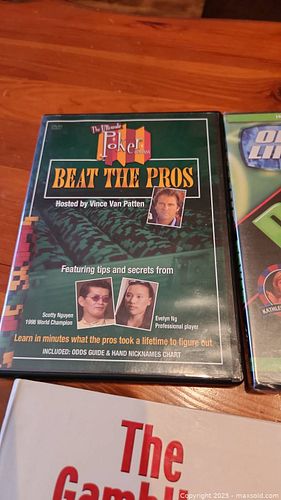 The Ultimate
Poker
BEAT THE PROS
Hosted by Vince Van Patten
Featuring tips and secrets from
Scotty Nguyen
1998 World Champion
Evelyn Ng
Professional player
Learn in minutes what the pros took a lifetime to figure out
INCLUDED: ODDS GUIDE & HAND NICKNAMES CHART
KATHLE
The
Gambli
Copyright © 2023 - maxsold.com